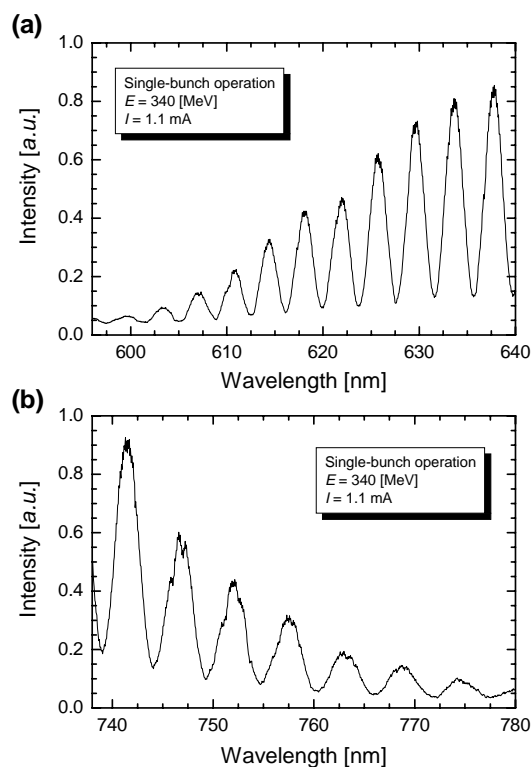 (a)
1.0
0.8
0.6
0.4
0.2
0.0
Intensity [a.u.]
Single-bunch operation
E = 340 [MeV]
I = 1.1 mA
600 610 620 630 640
Wavelength [nm]
(b)
1.0
0.8
0.6
0.4
0.2
0.0
Intensity [a.u.]
Single-bunch operation
E = 340 [MeV]
I = 1.1 mA
740 750 760 770 780
Wavelength [nm]